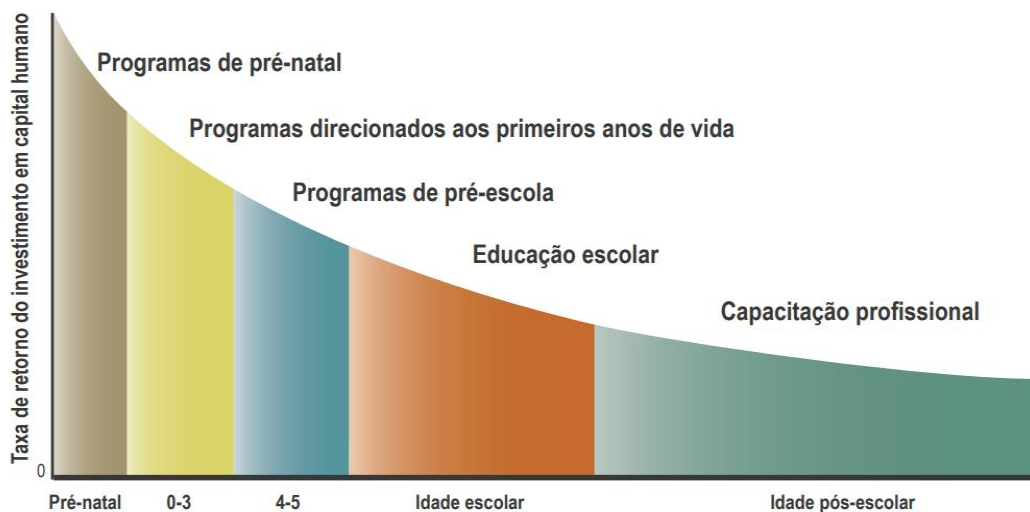 Taxa de retorno do investimento em capital humano
Programas de pré-natal
Programas direcionados aos primeiros anos de vida
Programas de pré-escola
Educação escolar
Capacitação profissional
0
Pré-natal
0-3
4-5
Idade escolar
Idade pós-escolar